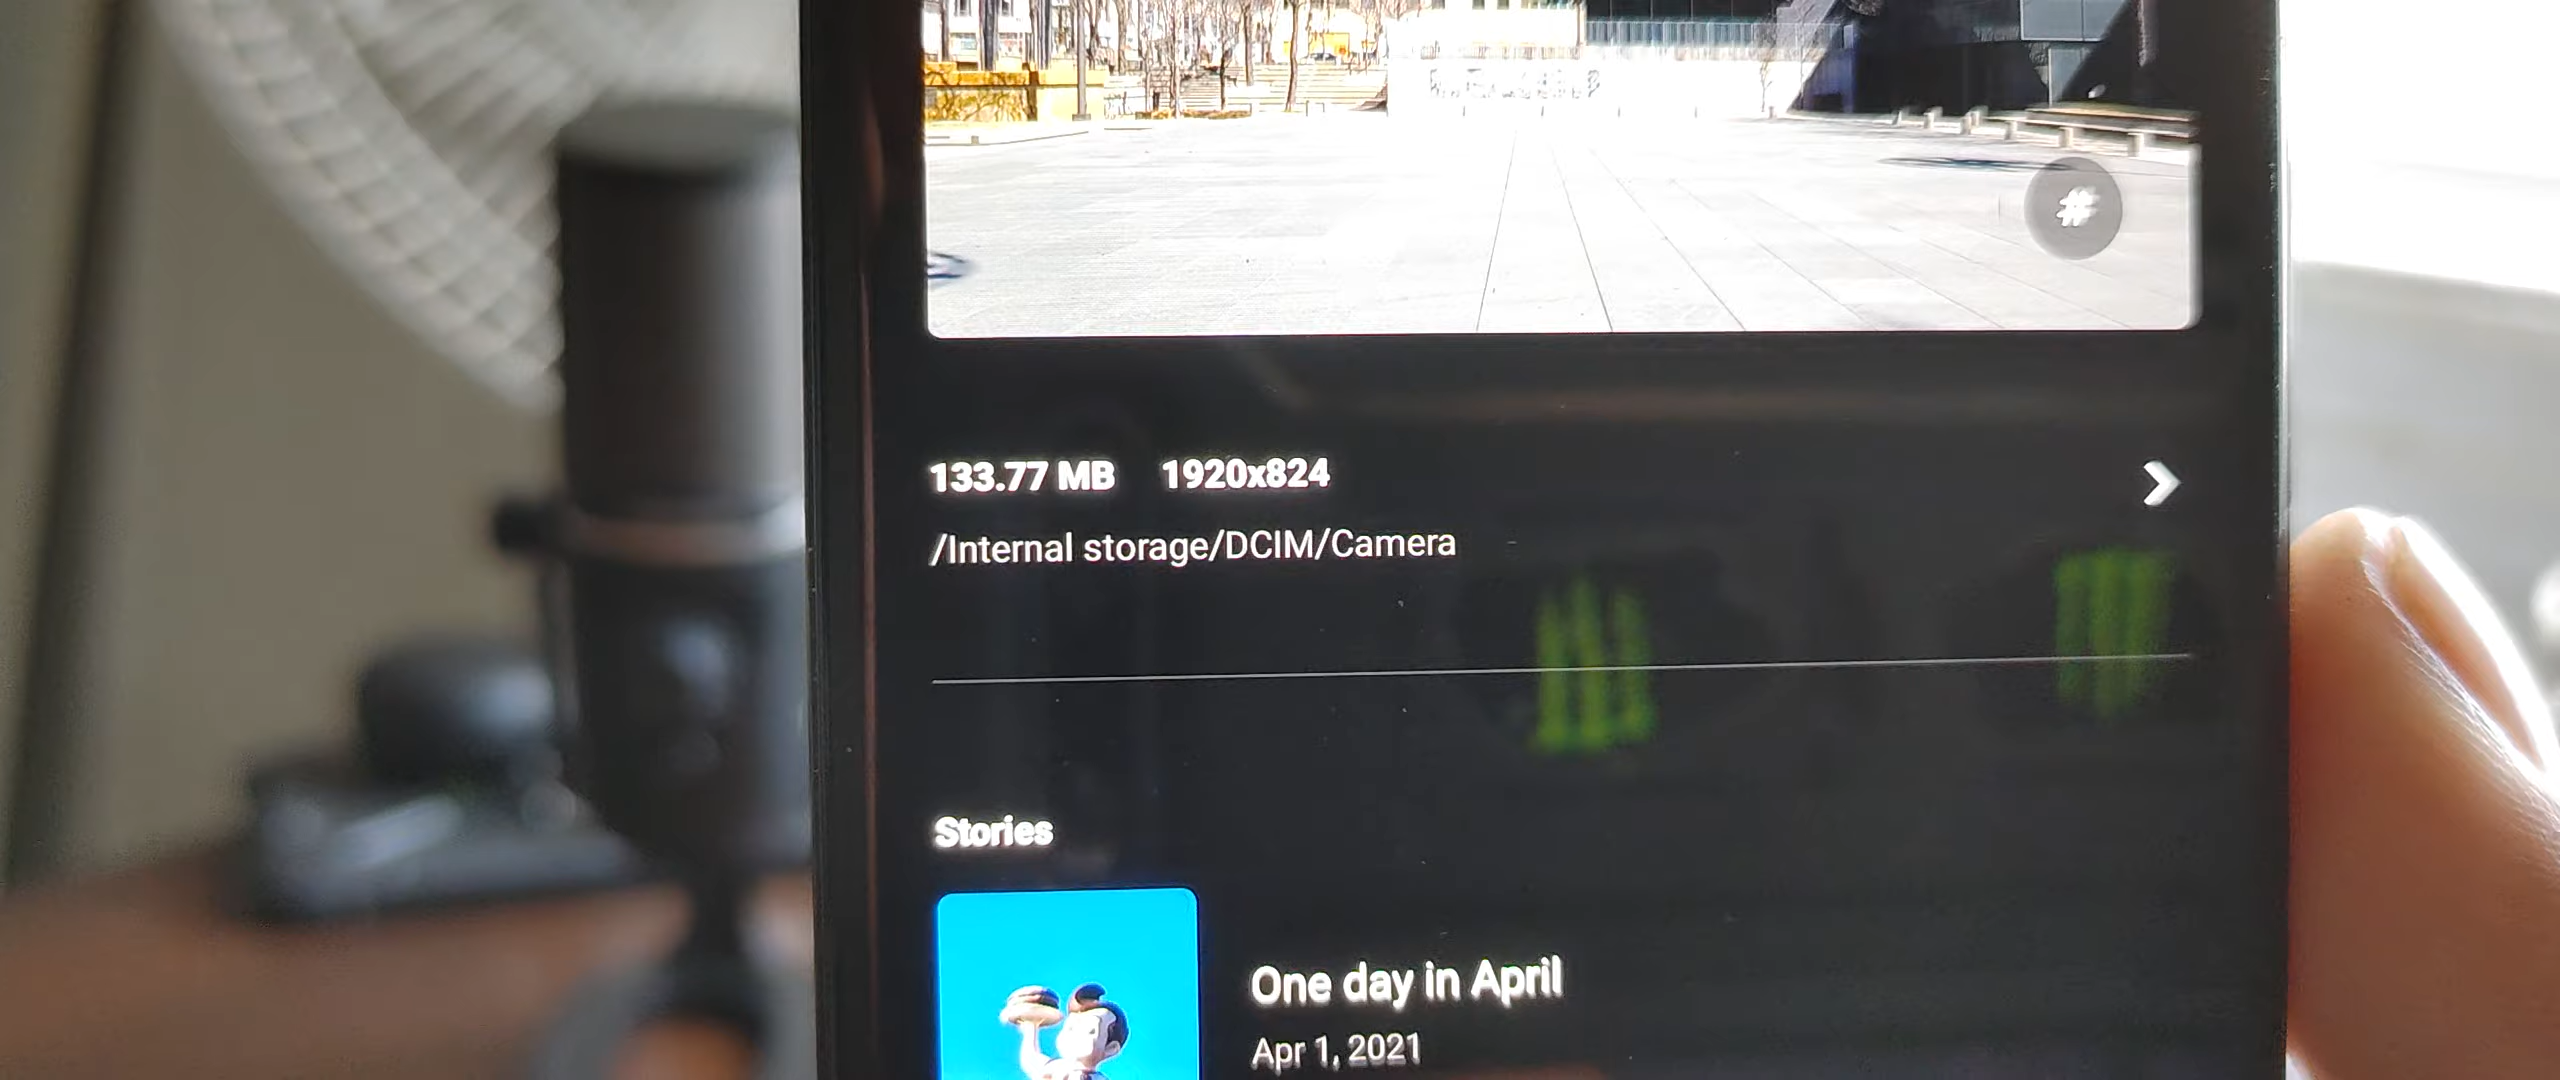 #
133.77 MB 1920x824
/Internal storage/DCIM/Camera
Stories
One day in April
Apr 1, 2021